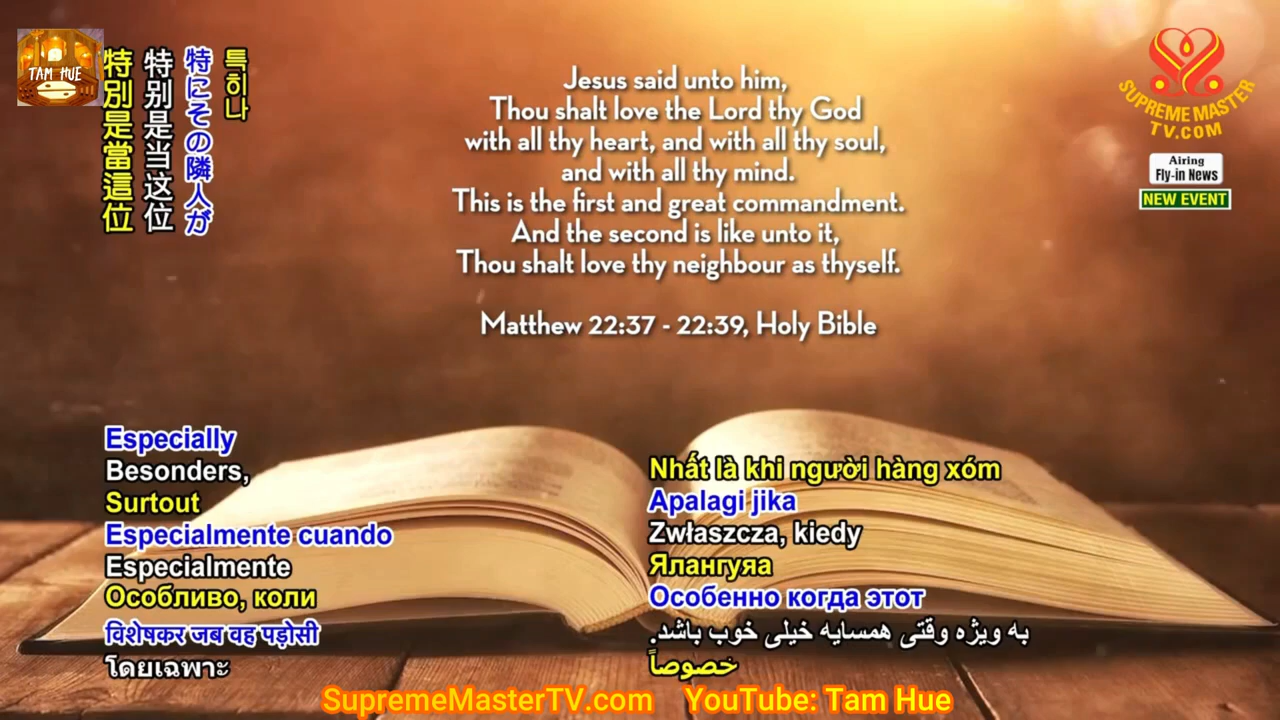 TAM HUE
特別是當這位
特别是当这位
特にその隣人が
특히나
Jesus said unto him,
Thou shalt love the Lord thy God
with all thy heart, and with all thy soul,
and with all thy mind.
This is the first and great commandment.
And the second is like unto it,
Thou shalt love thy neighbour as thyself.
Matthew 22:37 - 22:39, Holy Bible
SUPREME MASTER
TV.COM
Airing
Fly-in News
NEW EVENT
Especially
Besonders,
Surtout
Especialmente cuando
Especialmente
Особливо, коли
विशेषकर जब वह पड़ोसी
โดยเฉพาะ
Nhất là khi người hàng xóm
Apalagi jika
Zwłaszcza, kiedy
Ялангуяа
Особенно когда этот
به ویژه وقتی همسایه خیلی خوب باشد.
خصوصاً
SupremeMasterTV.com YouTube: Tam Hue